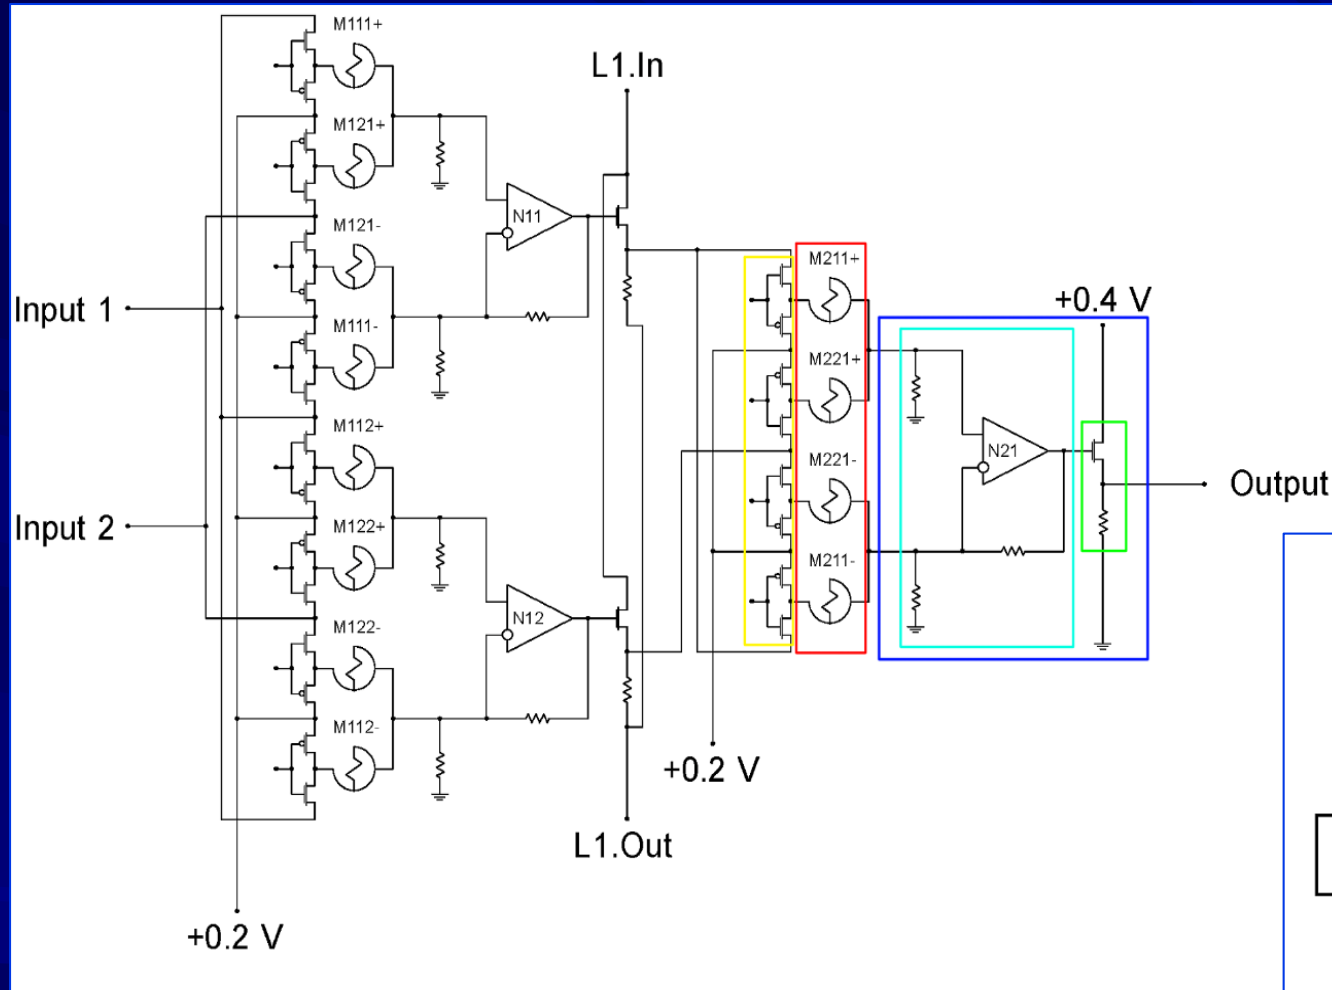 M111+
L1.In
M121+
N11
M121-
M211+
Input 1
+0.4 V
M111-
M221+
M112+
N21
M221-
Output
Input 2
M122+
M211-
N12
M122-
M112-
+0.2 V
L1.Out
+0.2 V